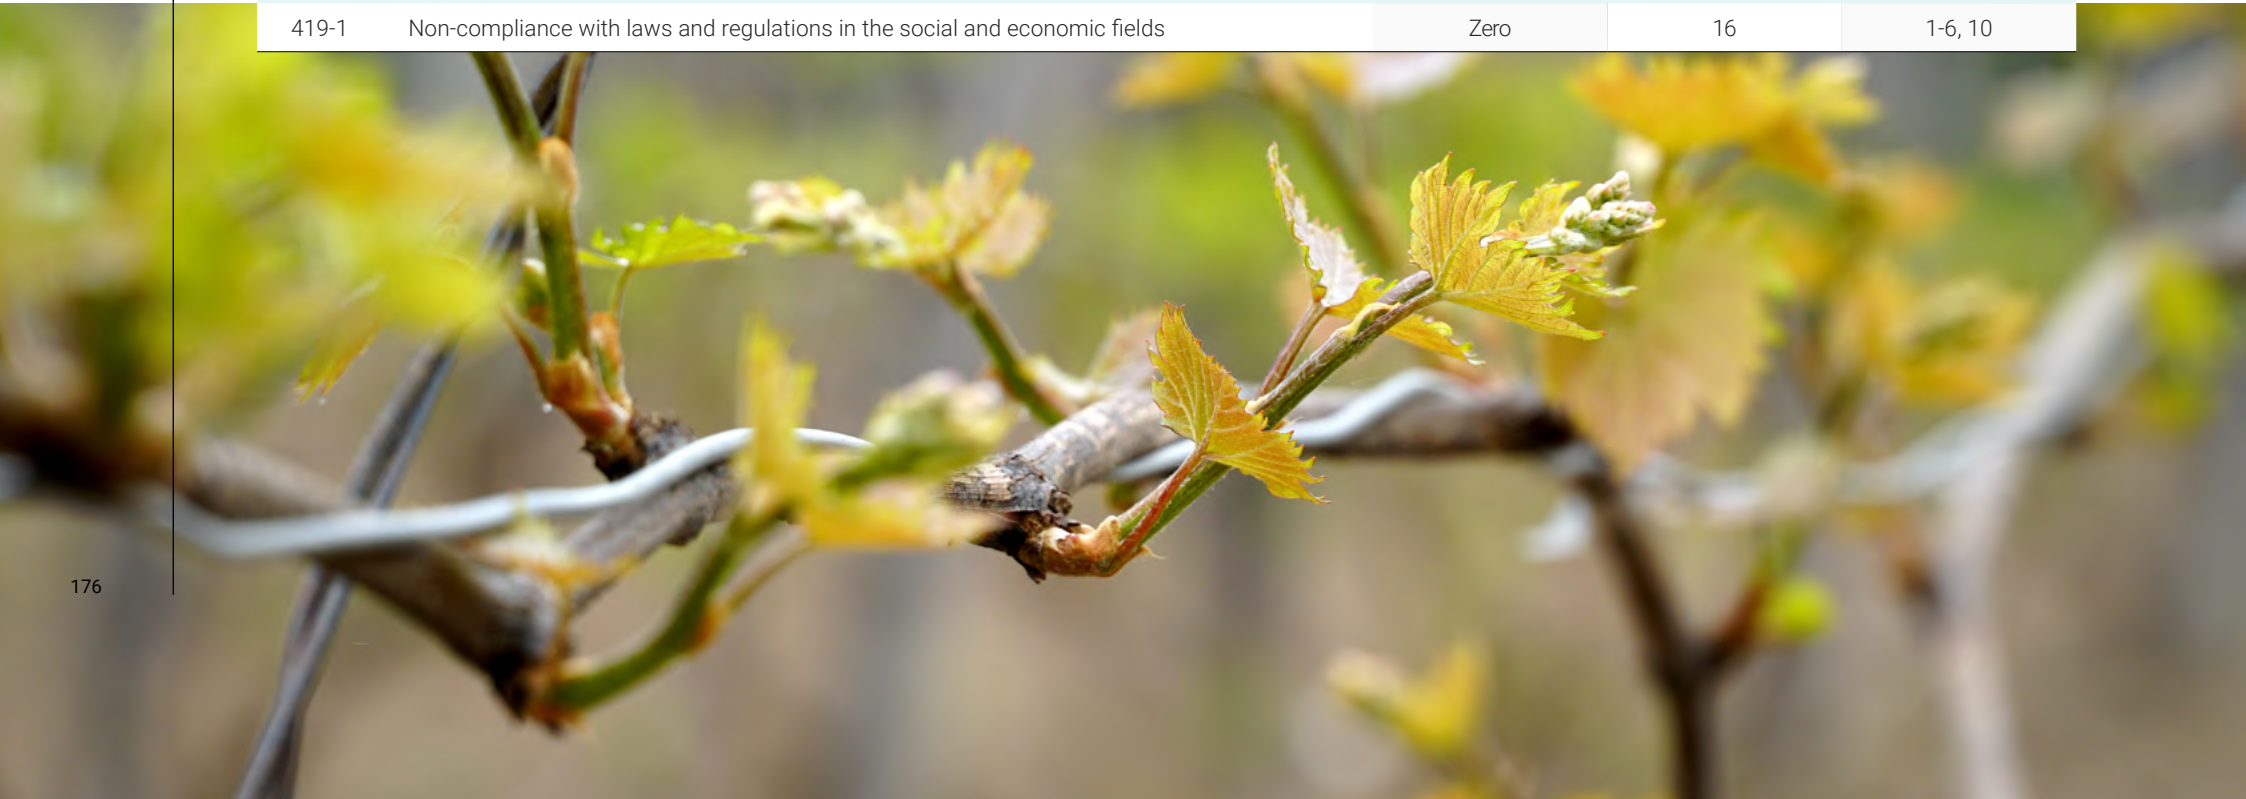 419-1 Non-compliance with laws and regulations in the social and economic fields Zero 16 1-6, 10
176